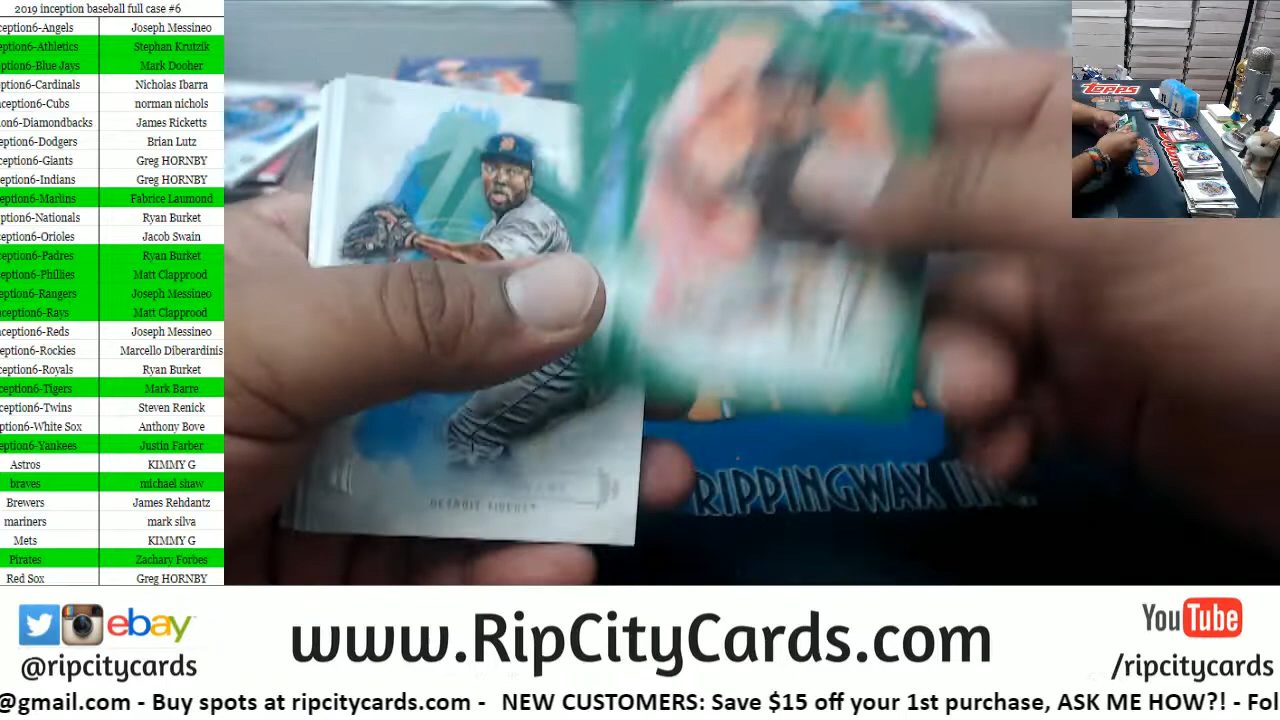 2019 inception baseball full case #6
ception6-Angels Joseph Messineo
eption6-Athletics Stephan Krutzik
eption6-Blue Jays Mark Dooher
ception6-Cardinals Nicholas Ibarra
nception6-Cubs norman nichols
on6-Diamondbacks James Ricketts
eption6-Dodgers Brian Lutz
ception6-Giants Greg HORNBY
ception6-Indians Greg HORNBY
eption6-Marlins Fabrice Laumond
ption6-Nationals Ryan Burket
eption6-Orioles Jacob Swain
ception6-Padres Ryan Burket
eption6-Phillies Matt Clapprood
eption6-Rangers Joseph Messineo
nception6-Rays Matt Clapprood
nception6-Reds Joseph Messineo
eption6-Rockies Marcello Diberardinis
eption6-Royals Ryan Burket
ception6-Tigers Mark Barre
ception6-Twins Steven Renick
eption6-White Sox Anthony Bove
eption6-Yankees Justin Farber
Astros KIMMY G
braves michael shaw
Brewers James Rehdantz
mariners mark silva
Mets KIMMY G
Pirates Zachary Forbes
Red Sox Greg HORNBY
TOPPS
DETROIT TIGERS
RIPPINGWAX INC.
ebay
@ripcitycards
www.RipCityCards.com
YouTube
/ripcitycards
@gmail.com - Buy spots at ripcitycards.com - NEW CUSTOMERS: Save $15 off your 1st purchase, ASK ME HOW?! - Fol